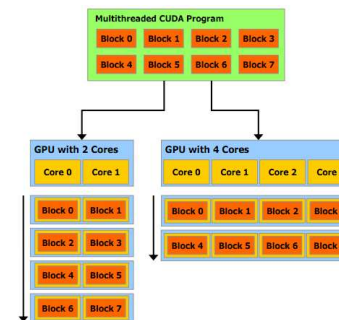 Multithreaded CUDA Program
Block 0 Block 1 Block 2 Block 3
Block 4 Block 5 Block 6 Block 7
GPU with 2 Cores
Core 0 Core 1
Block 0 Block 1
Block 2 Block 3
Block 4 Block 5
Block 6 Block 7
GPU with 4 Cores
Core 0 Core 1 Core 2 Core
Block 0 Block 1 Block 2 Block
Block 4 Block 5 Block 6 Block